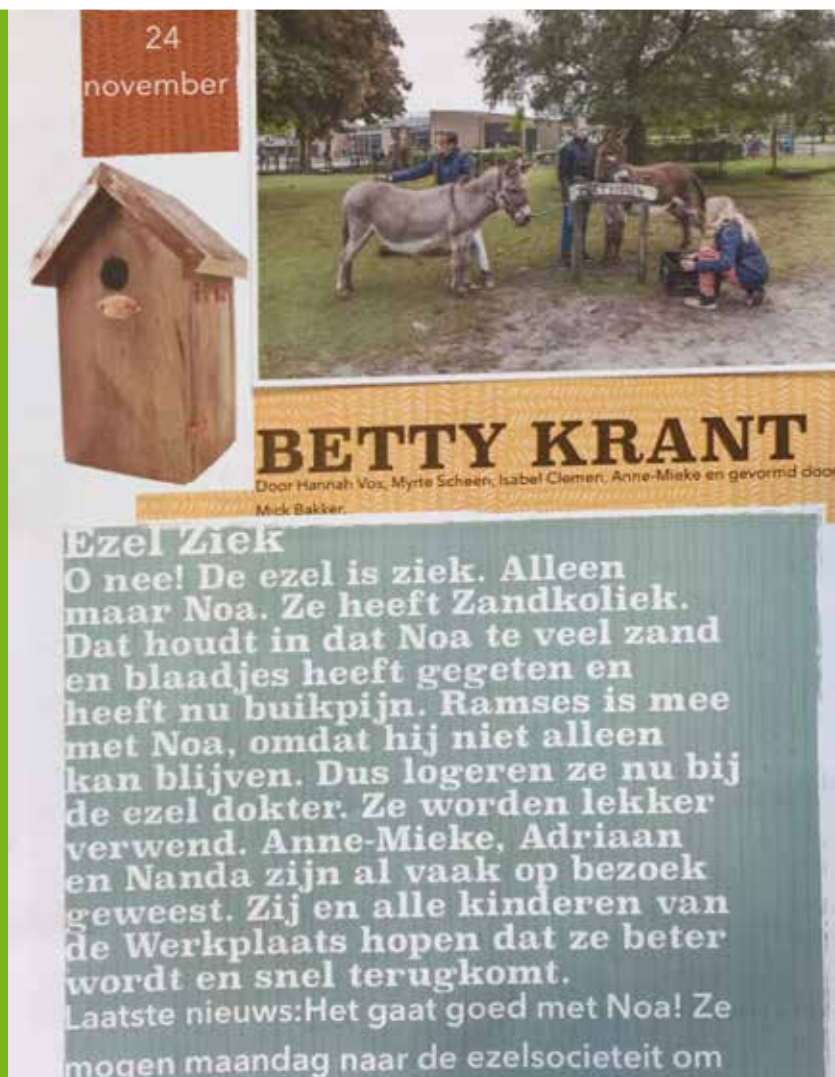 24
november
BETTY KRANT
Door Hannah Vos, Myrte Scheen, Isabel Clemen, Anne-Mieke en gevormd door
Mick Bakker.
Ezel Ziek
O nee! De ezel is ziek. Alleen
maar Noa. Ze heeft Zandkoliek.
Dat houdt in dat Noa te veel zand
en blaadjes heeft gegeten en
heeft nu buikpijn. Ramses is mee
met Noa, omdat hij niet alleen
kan blijven. Dus logeren ze nu bij
de ezel dokter. Ze worden lekker
verwend. Anne-Mieke, Adriaan
en Nanda zijn al vaak op bezoek
geweest. Zij en alle kinderen van
de Werkplaats hopen dat ze beter
wordt en snel terugkomt.
Laatste nieuws:Het gaat goed met Noa! Ze
mogen maandag naar de ezelsocieteit om